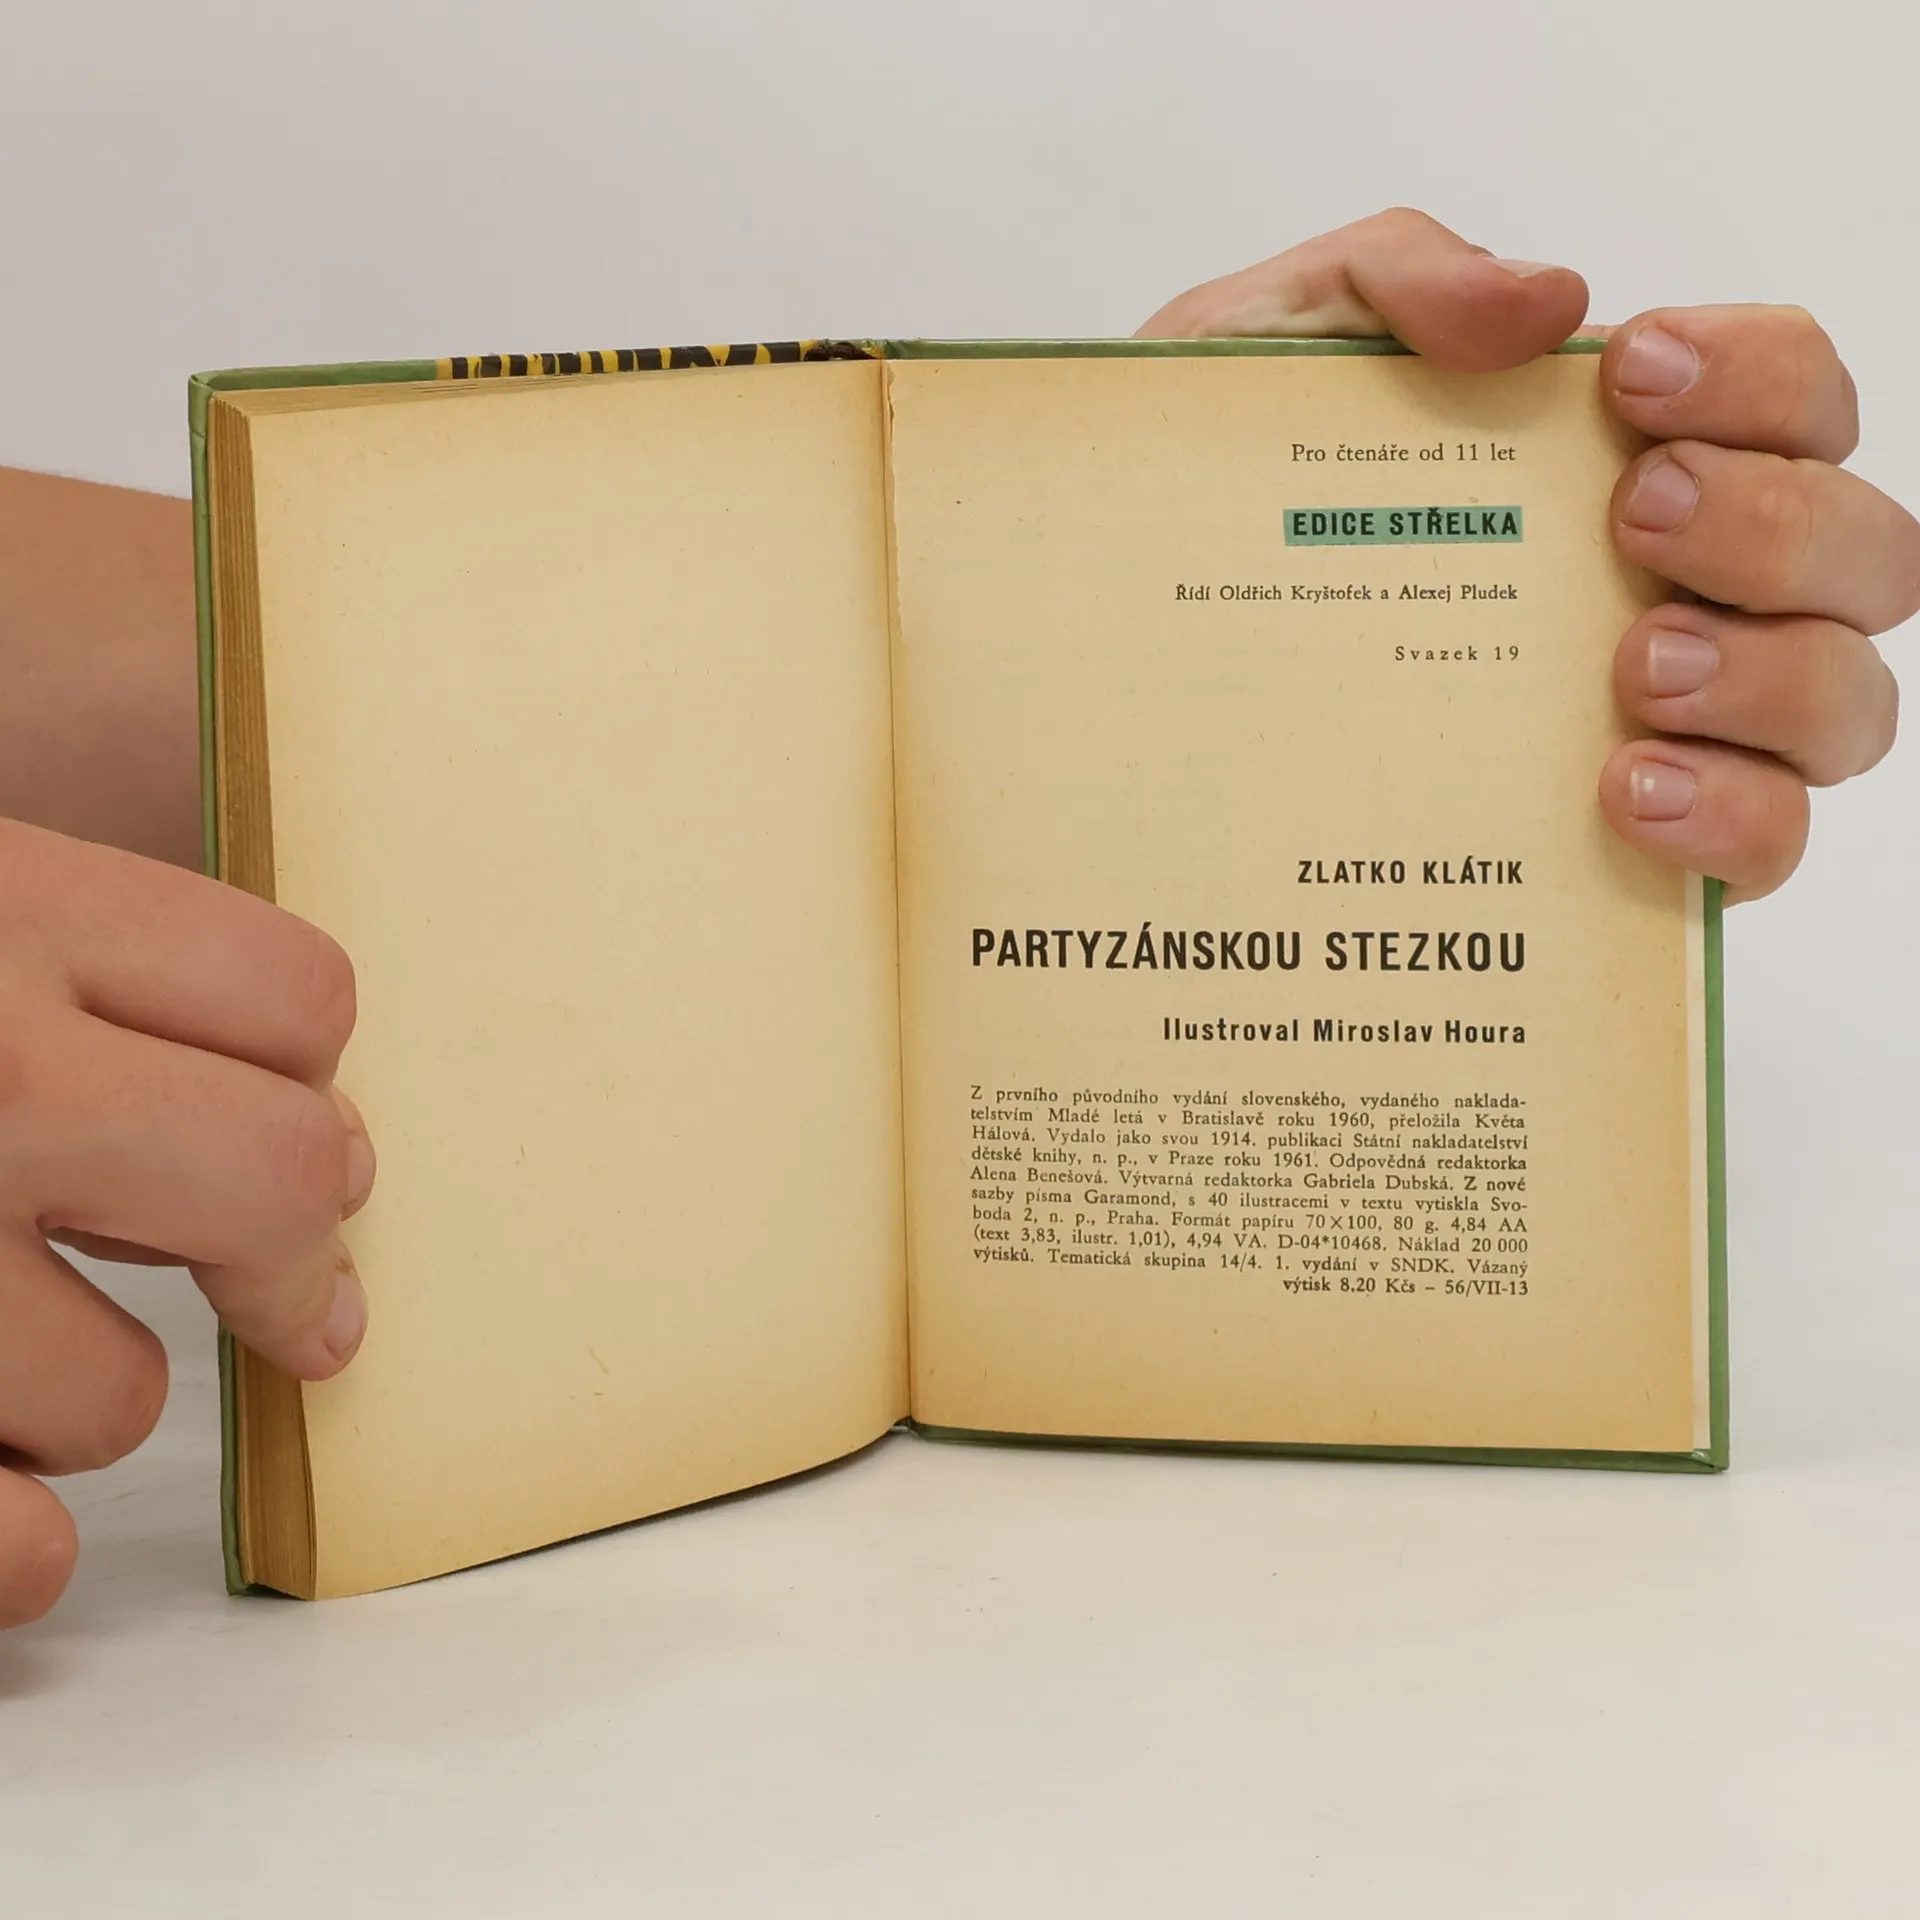 Pro čtenáře od 11 let
EDICE STŘELKA
Řídí Oldřich Kryštofek a Alexej Pludek
Svazek 19
ZLATKO KLÁTIK
PARTYZÁNSKOU STEZKOU
Ilustroval Miroslav Houra
Z prvního původního vydání slovenského, vydaného naklada-
telstvím Mladé letá v Bratislavě roku 1960, přeložila Květa
Hálová. Vydalo jako svou 1914. publikaci Státní nakladatelství
dětské knihy, n. p., v Praze roku 1961. Odpovědná redaktorka
Alena Benešová. Výtvarná redaktorka Gabriela Dubská. Z nové
sazby písma Garamond, s 40 ilustracemi v textu vytiskla Svo-
boda 2, n. p., Praha. Formát papíru 70×100, 80 g. 4,84 AA
(text 3,83, ilustr. 1,01), 4,94 VA. D-04*10468. Náklad 20 000
výtisků. Tematická skupina 14/4. 1. vydání v SNDK. Vázaný
výtisk 8.20 Kčs – 56/VII-13